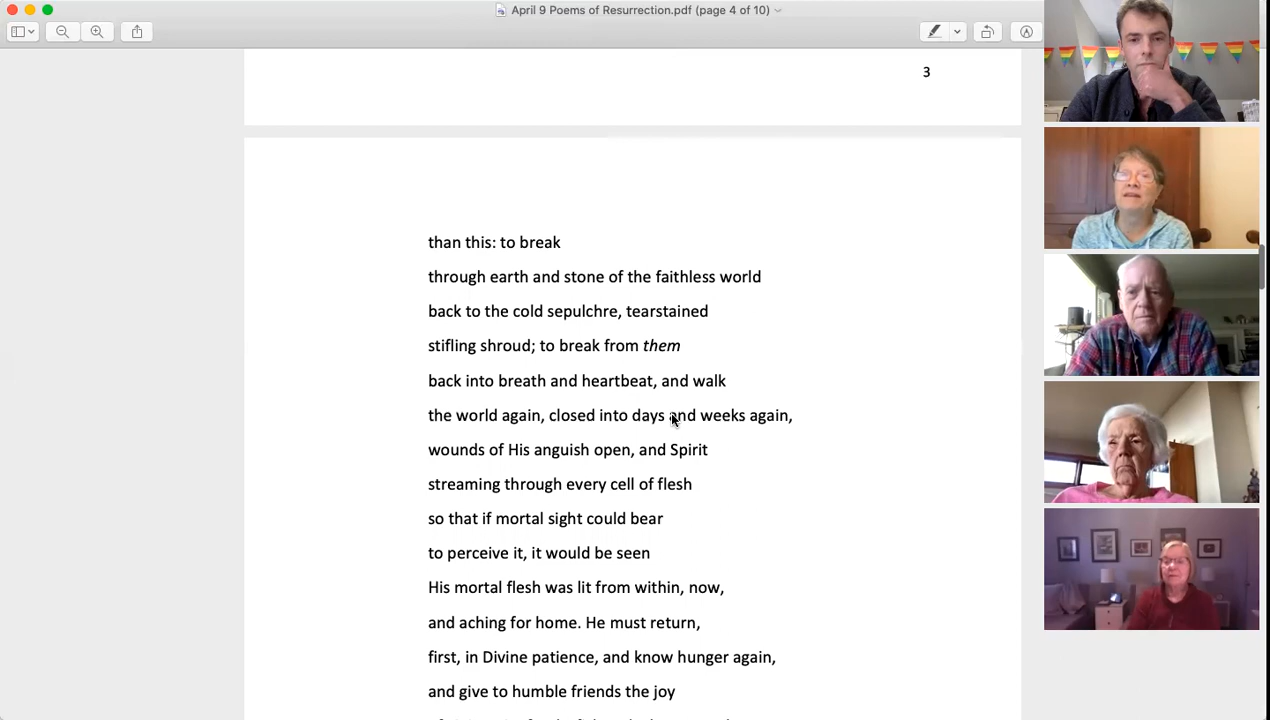 April 9 Poems of Resurrection.pdf (page 4 of 10)
3
than this: to break
through earth and stone of the faithless world
back to the cold sepulchre, tearstained
stifling shroud; to break from them
back into breath and heartbeat, and walk
the world again, closed into days and weeks again,
wounds of His anguish open, and Spirit
streaming through every cell of flesh
so that if mortal sight could bear
to perceive it, it would be seen
His mortal flesh was lit from within, now,
and aching for home. He must return,
first, in Divine patience, and know hunger again,
and give to humble friends the joy